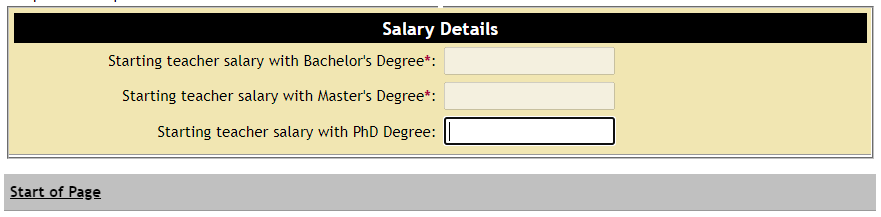 Salary Details
Starting teacher salary with Bachelor's Degree*:
Starting teacher salary with Master's Degree*:
Starting teacher salary with PhD Degree:
Start of Page